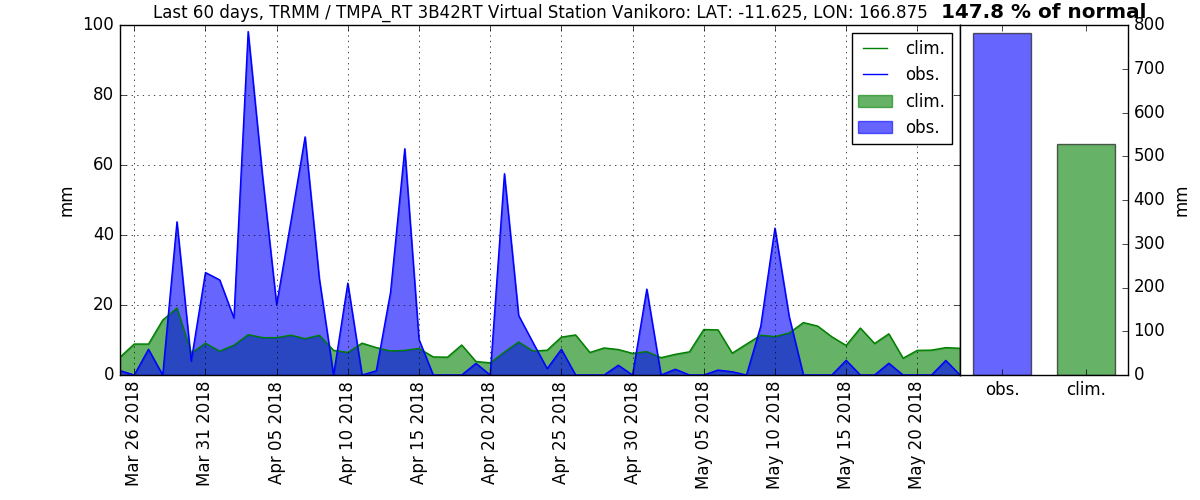 Last 60 days, TRMM / TMPA_RT 3B42RT Virtual Station Vanikoro: LAT: -11.625, LON: 166.875
147.8 % of normal
100
80
60
40
20
0
mm
clim.
obs.
clim.
obs.
Mar 26 2018
Mar 31 2018
Apr 05 2018
Apr 10 2018
Apr 15 2018
Apr 20 2018
Apr 25 2018
Apr 30 2018
May 05 2018
May 10 2018
May 15 2018
May 20 2018
800
700
600
500
400
300
200
100
0
mm
obs.
clim.